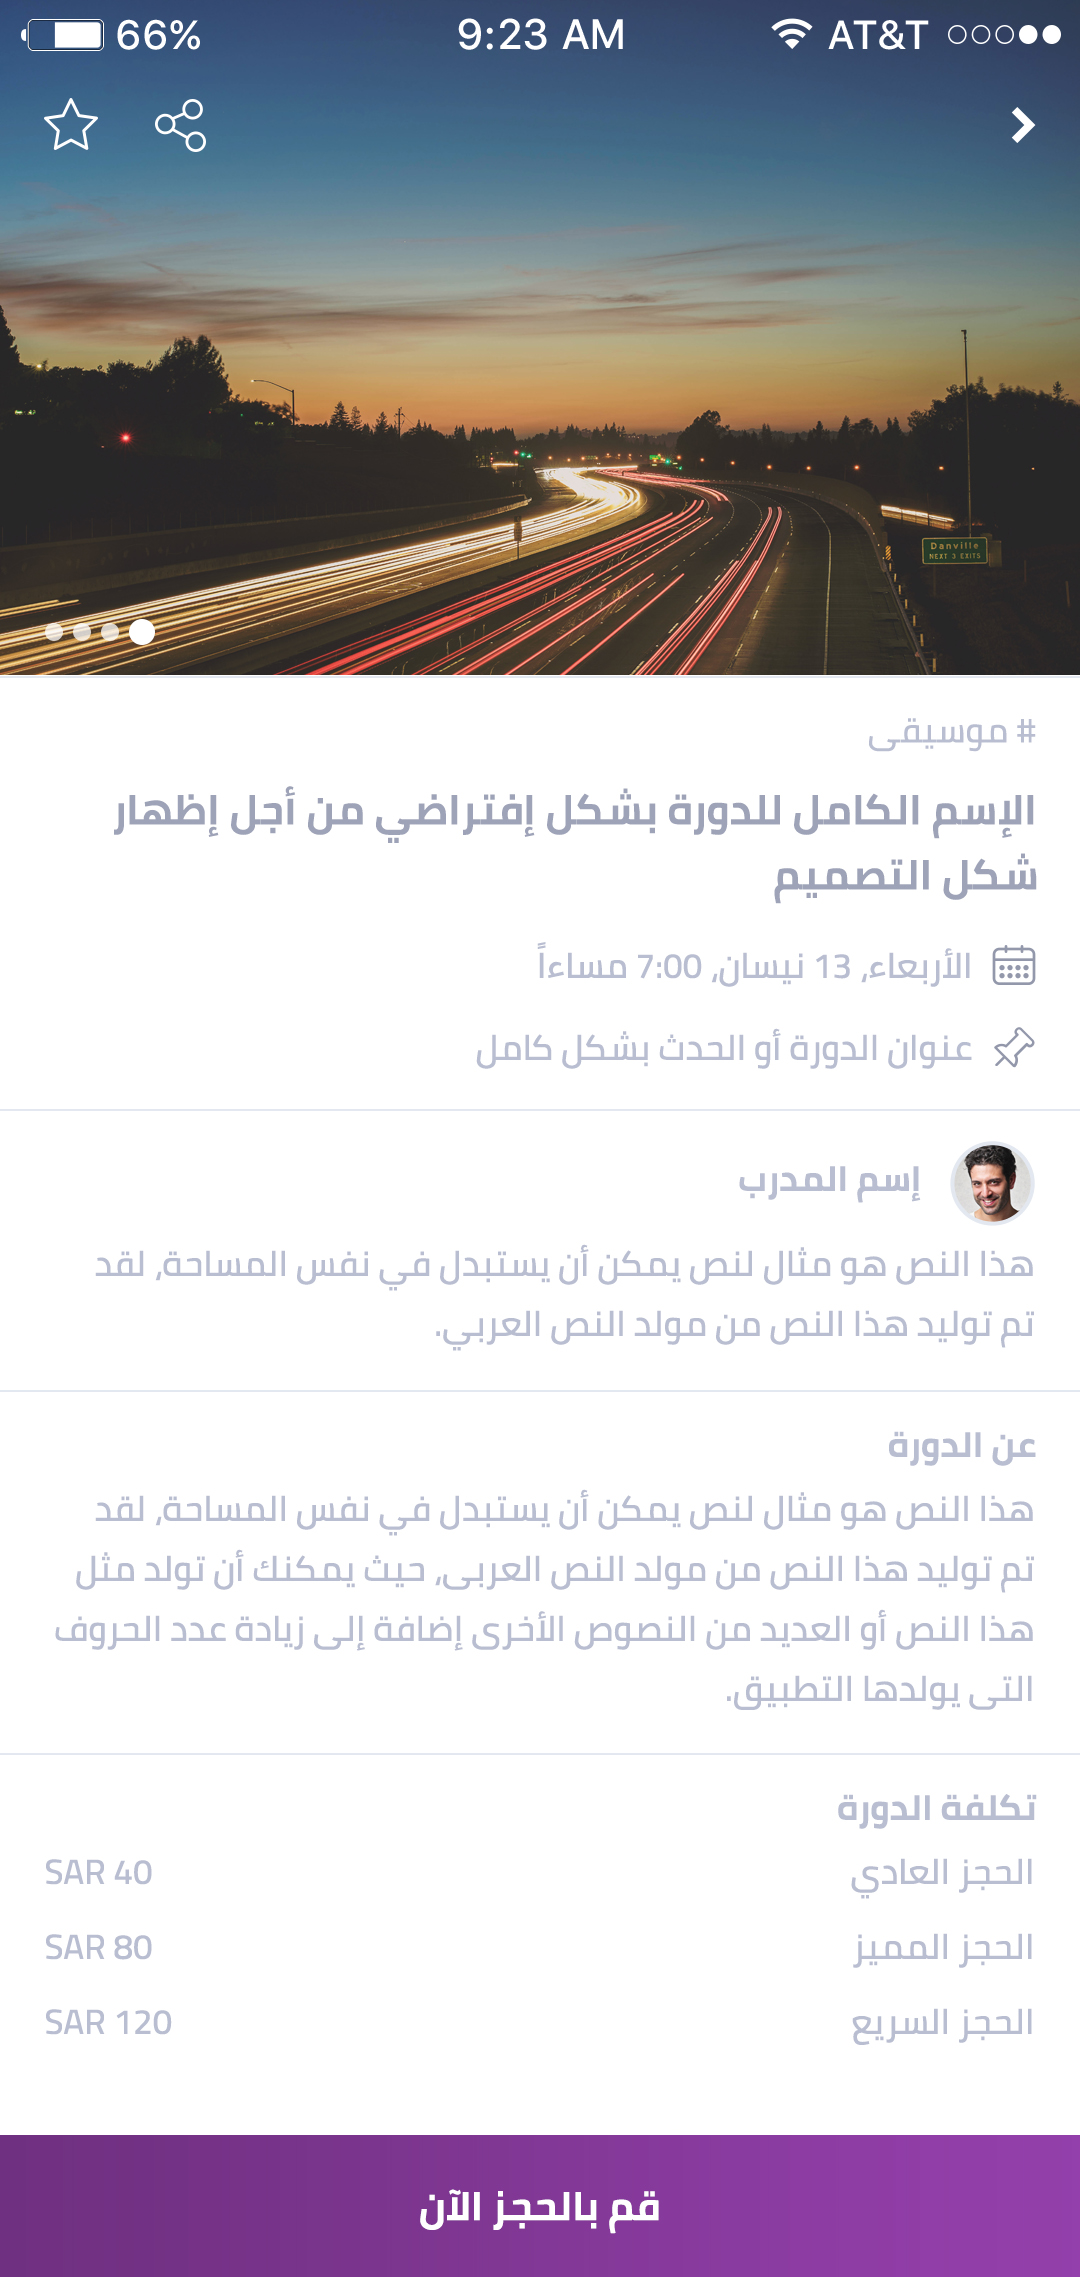 66%
9:23 AM
AT&T
Danville
NEXT 3 EXITS
# موسيقى
الإسم الكامل للدورة بشكل إفتراضي من أجل إظهار
شكل التصميم
الأربعاء، 13 نيسان، 7:00 مساءاً
عنوان الدورة أو الحدث بشكل كامل
إسم المدرب
هذا النص هو مثال لنص يمكن أن يستبدل في نفس المساحة، لقد
تم توليد هذا النص من مولد النص العربي.
عن الدورة
هذا النص هو مثال لنص يمكن أن يستبدل في نفس المساحة، لقد
تم توليد هذا النص من مولد النص العربى، حيث يمكنك أن تولد مثل
هذا النص أو العديد من النصوص الأخرى إضافة إلى زيادة عدد الحروف
التى يولدها التطبيق.
تكلفة الدورة
الحجز العادي SAR 40
الحجز المميز SAR 80
الحجز السريع SAR 120
قم بالحجز الآن